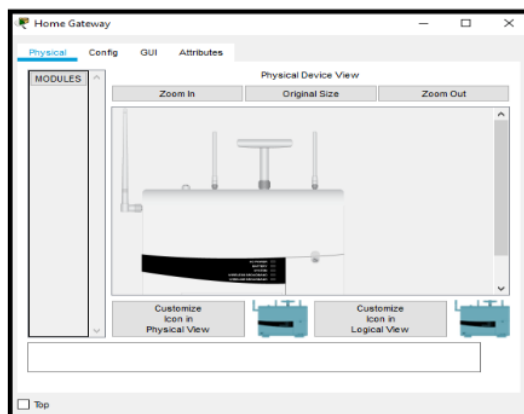 Home Gateway
Physical Config GUI Attributes
MODULES
Physical Device View
Zoom In Original Size Zoom Out
Customize
Icon in
Physical View
Customize
Icon in
Logical View
Top